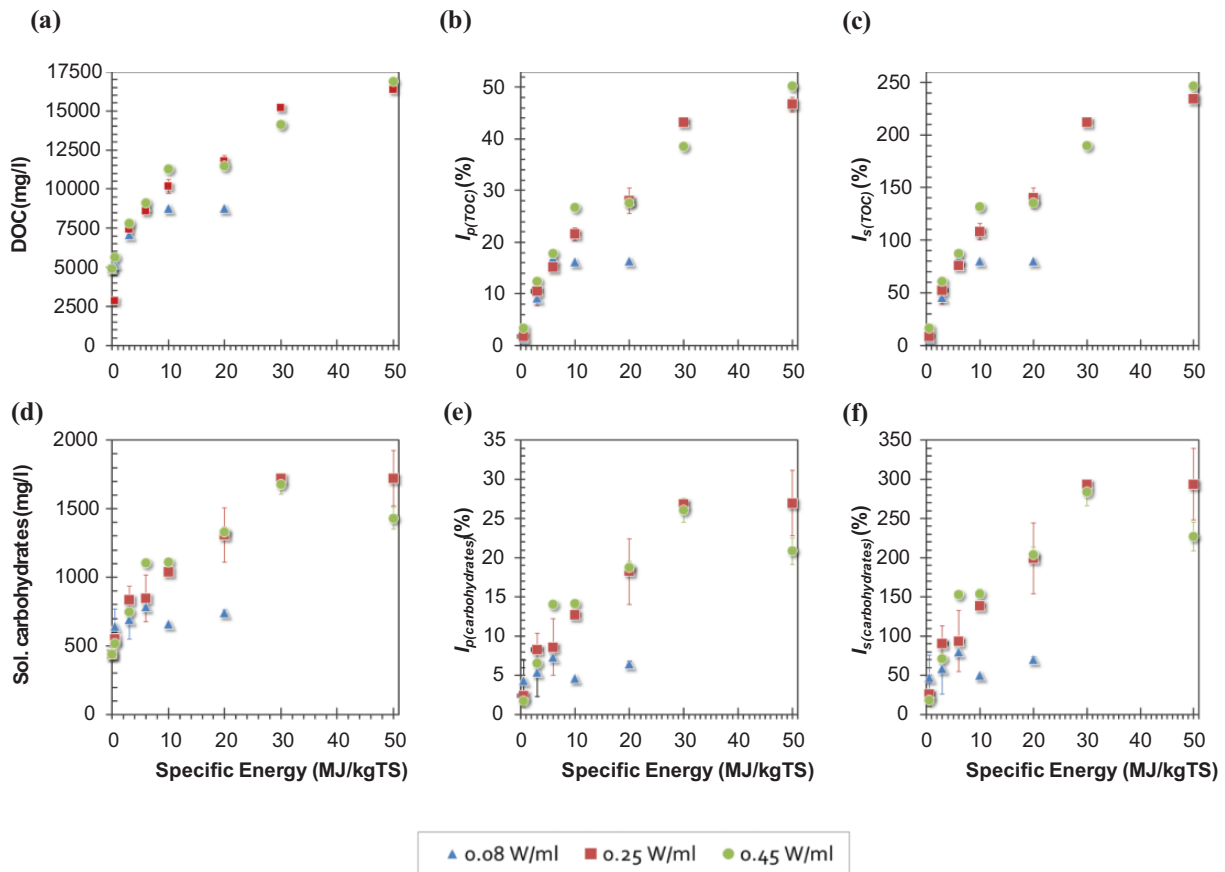 (a)
(b)
(c)
17500
15000
12500
10000
7500
5000
2500
0
DOC(mg/l)
0 10 20 30 40 50
50
40
30
20
10
0
Ip(TOC)(%)
0 10 20 30 40 50
250
200
150
100
50
0
Is(TOC) (%)
0 10 20 30 40 50
(d)
(e)
(f)
2000
1500
1000
500
0
Sol. carbohydrates(mg/l)
0 10 20 30 40 50
Specific Energy (MJ/kgTS)
35
30
25
20
15
10
5
0
Ip(carbohydrates)(%)
0 10 20 30 40 50
Specific Energy (MJ/kgTS)
350
300
250
200
150
100
50
0
Is(carbohydrates) (%)
0 10 20 30 40 50
Specific Energy (MJ/kgTS)
0.08 W/ml 0.25 W/ml 0.45 W/ml